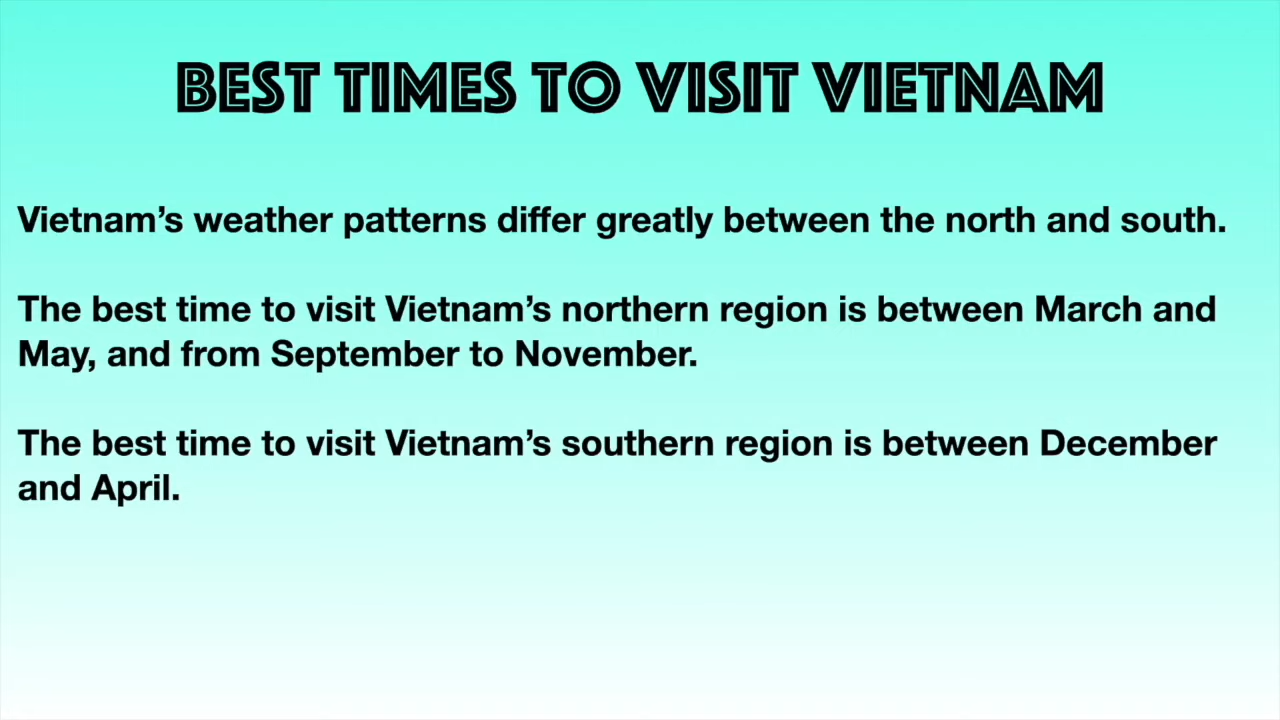 BEST TIMES TO VISIT VIETNAM
Vietnam’s weather patterns differ greatly between the north and south.
The best time to visit Vietnam’s northern region is between March and
May, and from September to November.
The best time to visit Vietnam’s southern region is between December
and April.